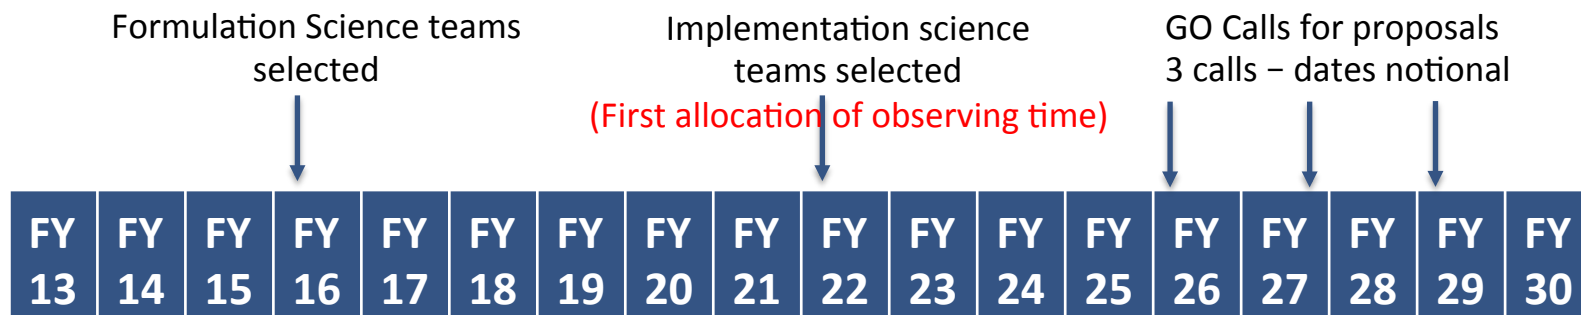 Formulation Science teams
selected
Implementation science
teams selected
(First allocation of observing time)
GO Calls for proposals
3 calls – dates notional
FY FY FY FY FY FY FY FY FY FY FY FY FY FY FY FY FY FY
13 14 15 16 17 18 19 20 21 22 23 24 25 26 27 28 29 30